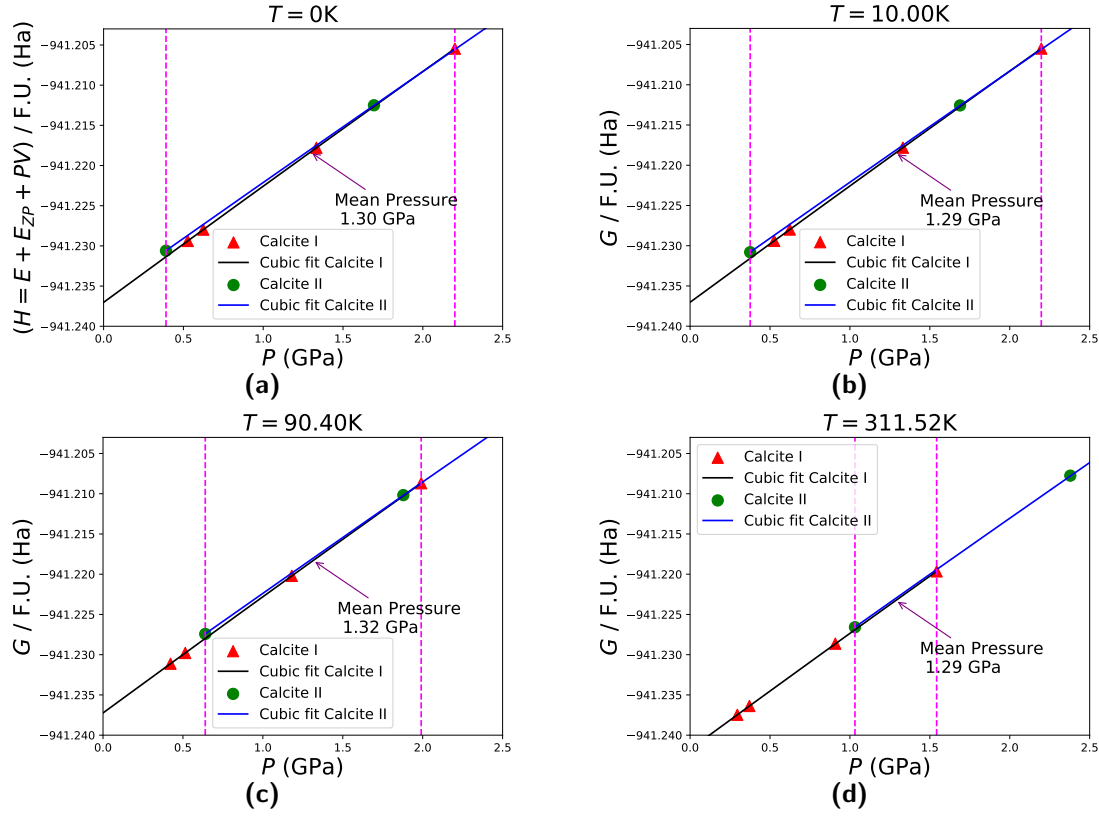 T = 0K
(H = E + E_ZP + PV) / F.U. (Ha)
−941.205
−941.210
−941.215
−941.220
−941.225
−941.230
−941.235
−941.240
Mean Pressure
1.30 GPa
Calcite I
Cubic fit Calcite I
Calcite II
Cubic fit Calcite II
0.0 0.5 1.0 1.5 2.0 2.5
P (GPa)
(a)
T = 10.00K
G / F.U. (Ha)
−941.205
−941.210
−941.215
−941.220
−941.225
−941.230
−941.235
−941.240
Mean Pressure
1.29 GPa
Calcite I
Cubic fit Calcite I
Calcite II
Cubic fit Calcite II
0.0 0.5 1.0 1.5 2.0 2.5
P (GPa)
(b)
T = 90.40K
G / F.U. (Ha)
−941.205
−941.210
−941.215
−941.220
−941.225
−941.230
−941.235
−941.240
Mean Pressure
1.32 GPa
Calcite I
Cubic fit Calcite I
Calcite II
Cubic fit Calcite II
0.0 0.5 1.0 1.5 2.0 2.5
P (GPa)
(c)
T = 311.52K
G / F.U. (Ha)
−941.205
−941.210
−941.215
−941.220
−941.225
−941.230
−941.235
−941.240
Calcite I
Cubic fit Calcite I
Calcite II
Cubic fit Calcite II
Mean Pressure
1.29 GPa
0.0 0.5 1.0 1.5 2.0 2.5
P (GPa)
(d)